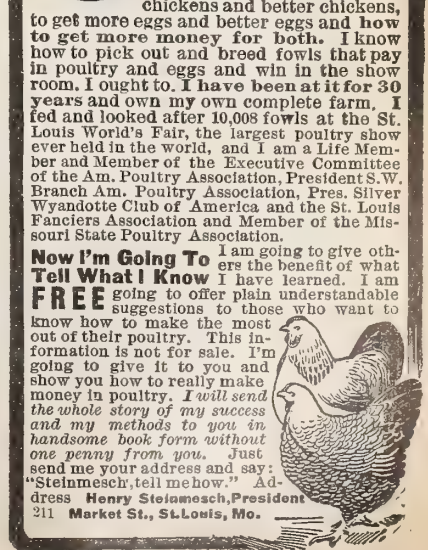 chickens and better chickens,
to get more eggs and better eggs and how
to get more money for both. I know
how to pick out and breed fowls that pay
in poultry and eggs and win in the show
room. I ought to. I have been at it for 30
years and own my own complete farm. I
fed and looked after 10,008 fowls at the St.
Louis World's Fair, the largest poultry show
ever held in the world, and I am a Life Mem-
ber and Member of the Executive Committee
of the Am. Poultry Association, President S.W.
Branch Am. Poultry Association, Pres. Silver
Wyandotte Club of America and the St. Louis
Fanciers Association and Member of the Mis-
souri State Poultry Association.
Now I'm Going To
Tell What I Know
FREE
I am going to give oth-
ers the benefit of what
I have learned. I am
going to offer plain understandable
suggestions to those who want to
know how to make the most
out of their poultry. This in-
formation is not for sale. I'm
going to give it to you and
show you how to really make
money in poultry. I will send
the whole story of my success
and my methods to you in
handsome book form without
one penny from you. Just
send me your address and say:
"Steinmesch, tell me how." Ad-
dress Henry Steinmesch, President
211 Market St., St. Louis, Mo.